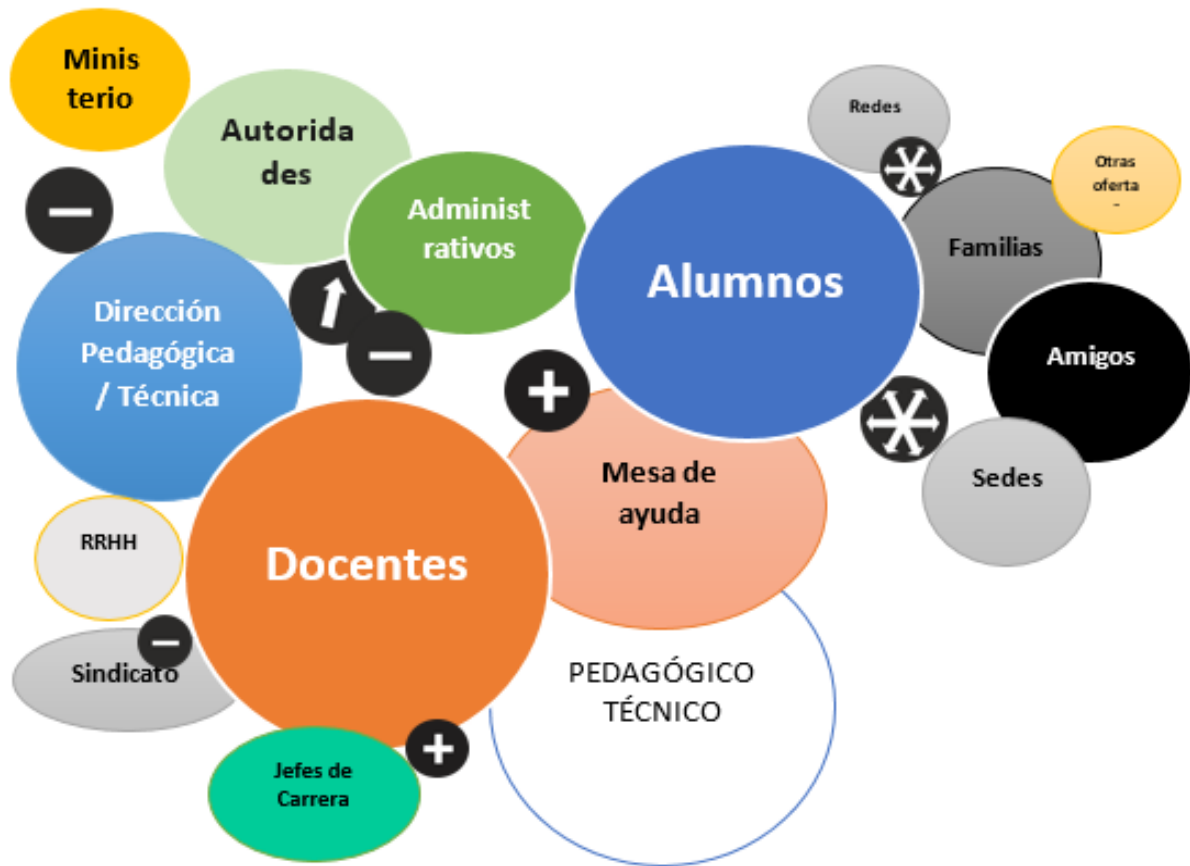 Minis
terio
Autorida
des
Administ
rativos
Alumnos
Redes
Otras
oferta
-
Familias
Amigos
Sedes
Dirección
Pedagógica
/ Técnica
Mesa de
ayuda
RRHH
Docentes
Sindicato
PEDAGÓGICO
TÉCNICO
Jefes de
Carrera